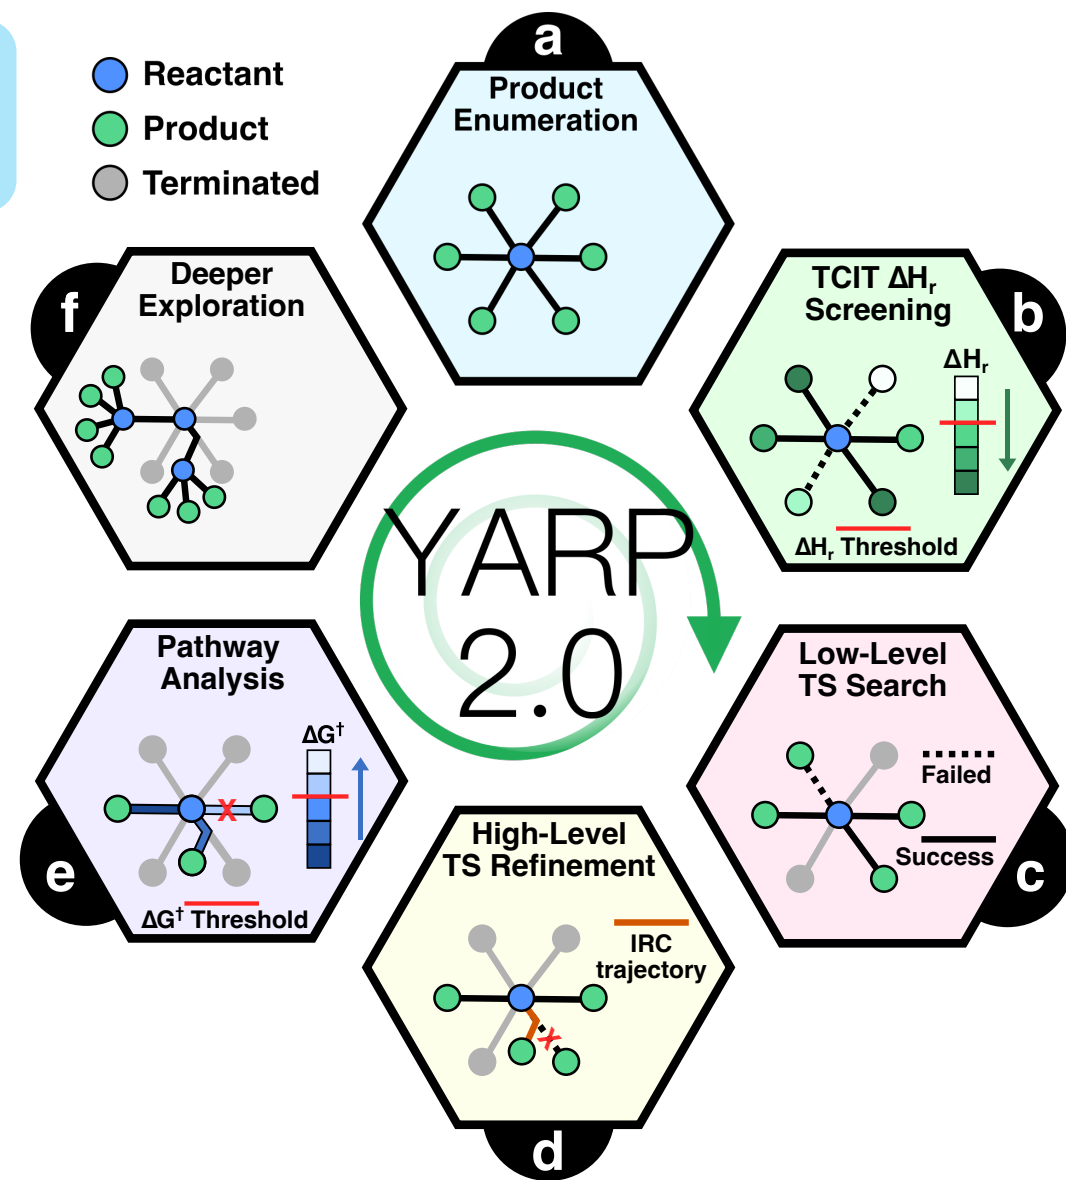 Reactant
Product
Terminated
a
Product
Enumeration
b
TCIT ΔHr
Screening
ΔHr
ΔHr Threshold
c
Low-Level
TS Search
Failed
Success
d
High-Level
TS Refinement
IRC
trajectory
X
e
Pathway
Analysis
ΔG†
X
ΔG† Threshold
f
Deeper
Exploration
YARP
2.0